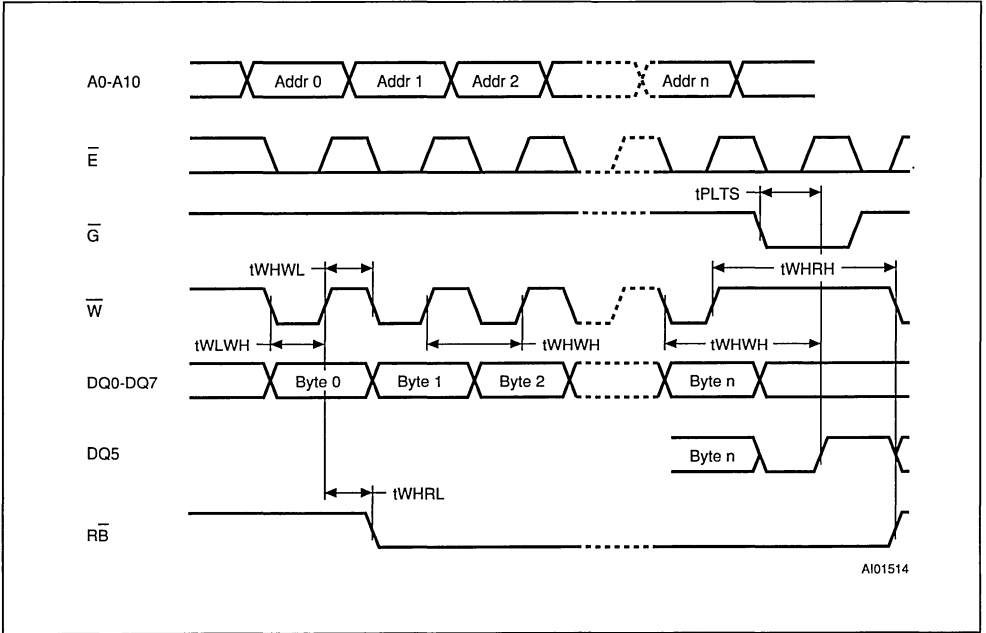 A0-A10 Addr 0 Addr 1 Addr 2 Addr n
E̅
tPLTS
G̅
tWHWL tWHRH
W̅
tWLWH tWHWH tWHWH
DQ0-DQ7 Byte 0 Byte 1 Byte 2 Byte n
DQ5 Byte n
tWHRL
RB̅
AI01514